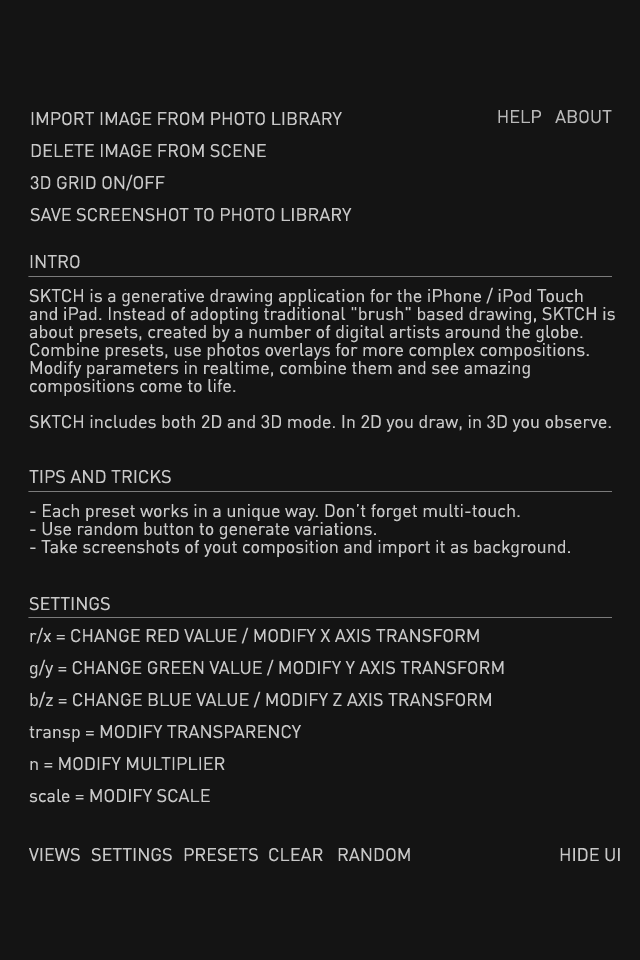 IMPORT IMAGE FROM PHOTO LIBRARY
HELP ABOUT
DELETE IMAGE FROM SCENE
3D GRID ON/OFF
SAVE SCREENSHOT TO PHOTO LIBRARY
INTRO
SKTCH is a generative drawing application for the iPhone / iPod Touch
and iPad. Instead of adopting traditional "brush" based drawing, SKTCH is
about presets, created by a number of digital artists around the globe.
Combine presets, use photos overlays for more complex compositions.
Modify parameters in realtime, combine them and see amazing
compositions come to life.
SKTCH includes both 2D and 3D mode. In 2D you draw, in 3D you observe.
TIPS AND TRICKS
- Each preset works in a unique way. Don't forget multi-touch.
- Use random button to generate variations.
- Take screenshots of yout composition and import it as background.
SETTINGS
r/x = CHANGE RED VALUE / MODIFY X AXIS TRANSFORM
g/y = CHANGE GREEN VALUE / MODIFY Y AXIS TRANSFORM
b/z = CHANGE BLUE VALUE / MODIFY Z AXIS TRANSFORM
transp = MODIFY TRANSPARENCY
n = MODIFY MULTIPLIER
scale = MODIFY SCALE
VIEWS SETTINGS PRESETS CLEAR RANDOM HIDE UI